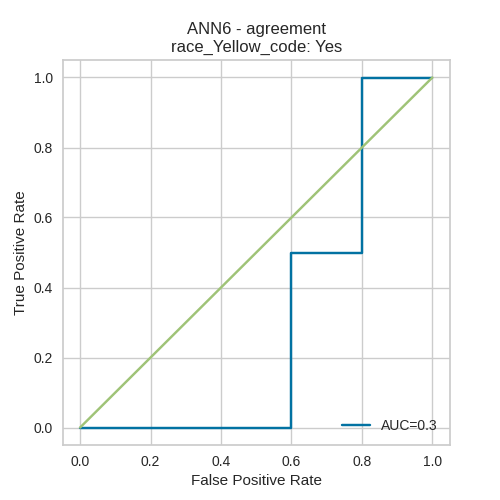 ANN6 - agreement
race_Yellow_code: Yes
1.0
0.8
0.6
0.4
0.2
0.0
True Positive Rate
AUC=0.3
0.0 0.2 0.4 0.6 0.8 1.0
False Positive Rate